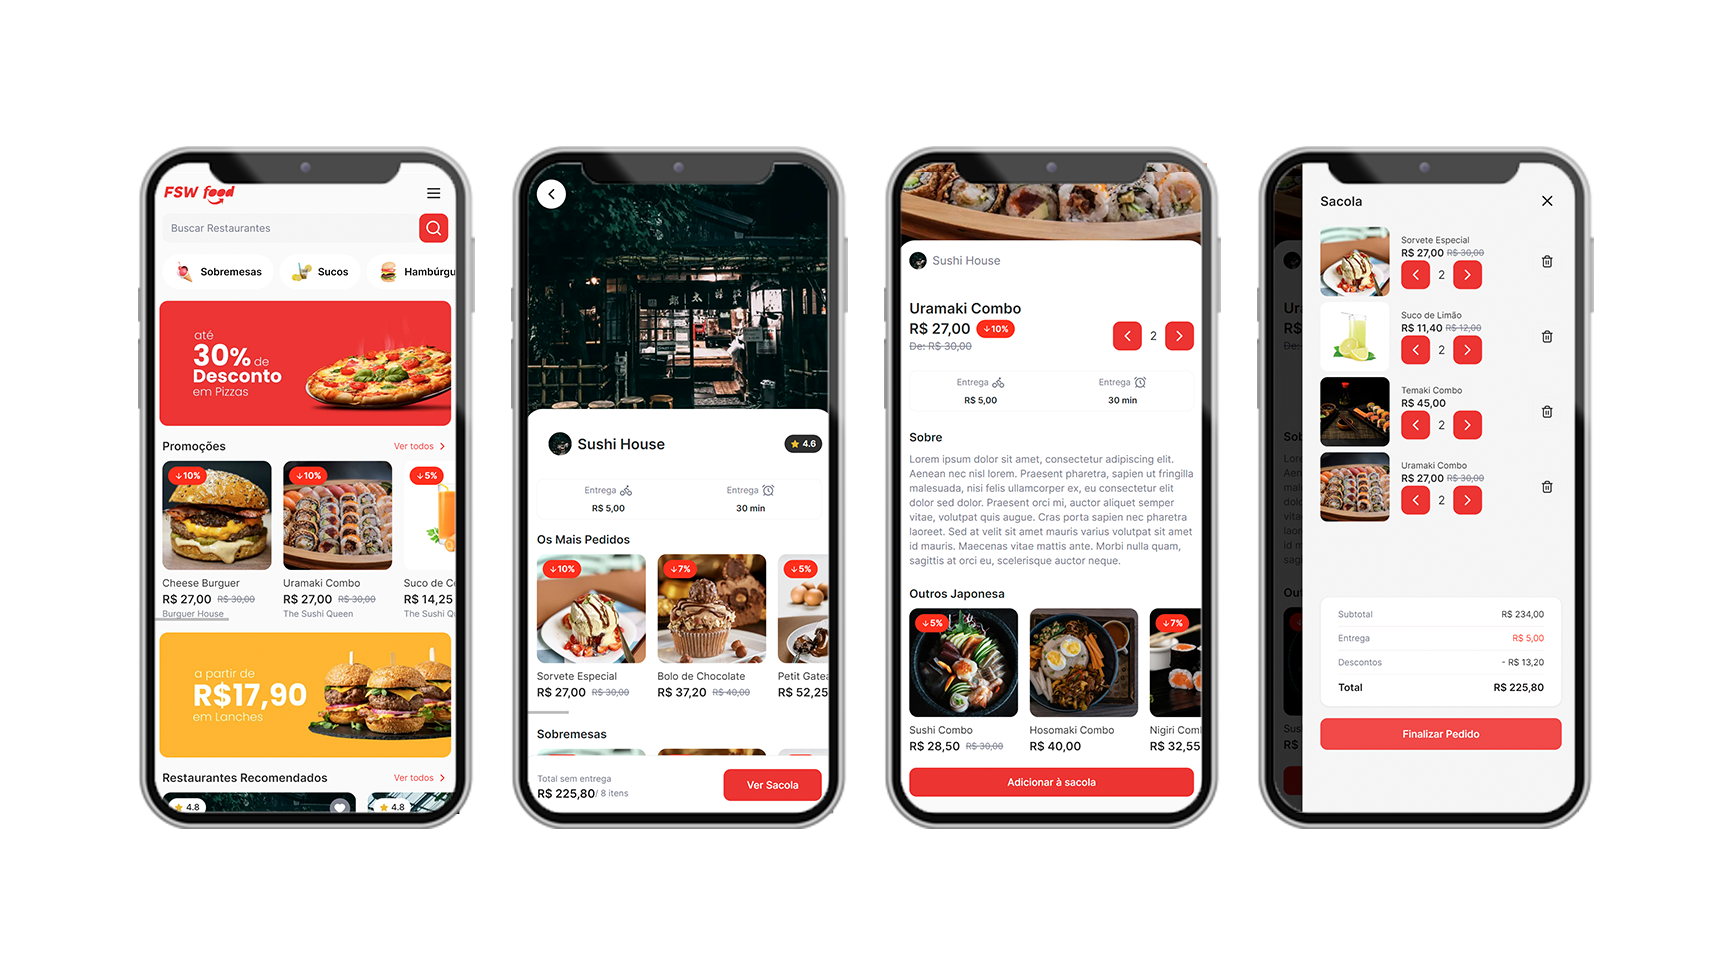 FSW food
Buscar Restaurantes
Sobremesas
Sucos
Hambúrgu
até
30% de
Desconto
em Pizzas
Promoções
Ver todos
10%
10%
5%
Cheese Burguer
R$ 27,00 R$ 30,00
Burguer House
Uramaki Combo
R$ 27,00 R$ 30,00
The Sushi Queen
Suco de C
R$ 14,25
The Sushi Qu
a partir de
R$17,90
em Lanches
Restaurantes Recomendados
Ver todos
4.8
4.8
Sushi House
4.6
Entrega
R$ 5,00
Entrega
30 min
Os Mais Pedidos
10%
7%
5%
Sorvete Especial
R$ 27,00 R$ 30,00
Bolo de Chocolate
R$ 37,20 R$ 40,00
Petit Gatea
R$ 52,25
Sobremesas
Total sem entrega
R$ 225,80/ 8 itens
Ver Sacola
Sushi House
Uramaki Combo
R$ 27,00 10%
De: R$ 30,00
2
Entrega
R$ 5,00
Entrega
30 min
Sobre
Lorem ipsum dolor sit amet, consectetur adipiscing elit.
Aenean nec nisl lorem. Praesent pharetra, sapien ut fringilla
malesuada, nisi felis ullamcorper ex, eu consectetur elit
dolor sed dolor. Praesent orci mi, auctor aliquet semper
vitae, volutpat quis augue. Cras porta sapien nec pharetra
laoreet. Sed at velit sit amet mauris varius volutpat sit amet
id mauris. Maecenas vitae mattis ante. Morbi nulla quam,
sagittis at orci eu, scelerisque auctor neque.
Outros Japonesa
5%
7%
Sushi Combo
R$ 28,50 R$ 30,00
Hosomaki Combo
R$ 40,00
Nigiri Com
R$ 32,55
Adicionar à sacola
Sacola
Sorvete Especial
R$ 27,00 R$ 30,00
2
Suco de Limão
R$ 11,40 R$ 12,00
2
Temaki Combo
R$ 45,00
2
Uramaki Combo
R$ 27,00 R$ 30,00
2
Subtotal R$ 234,00
Entrega R$ 5,00
Descontos - R$ 13,20
Total R$ 225,80
Finalizar Pedido